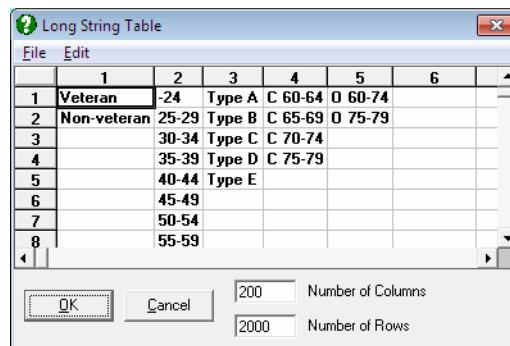 Long String Table
File Edit
1 2 3 4 5 6
1 Veteran -24 Type A C 60-64 O 60-74
2 Non-veteran 25-29 Type B C 65-69 O 75-79
3 30-34 Type C C 70-74
4 35-39 Type D C 75-79
5 40-44 Type E
6 45-49
7 50-54
8 55-59
200 Number of Columns
OK Cancel
2000 Number of Rows